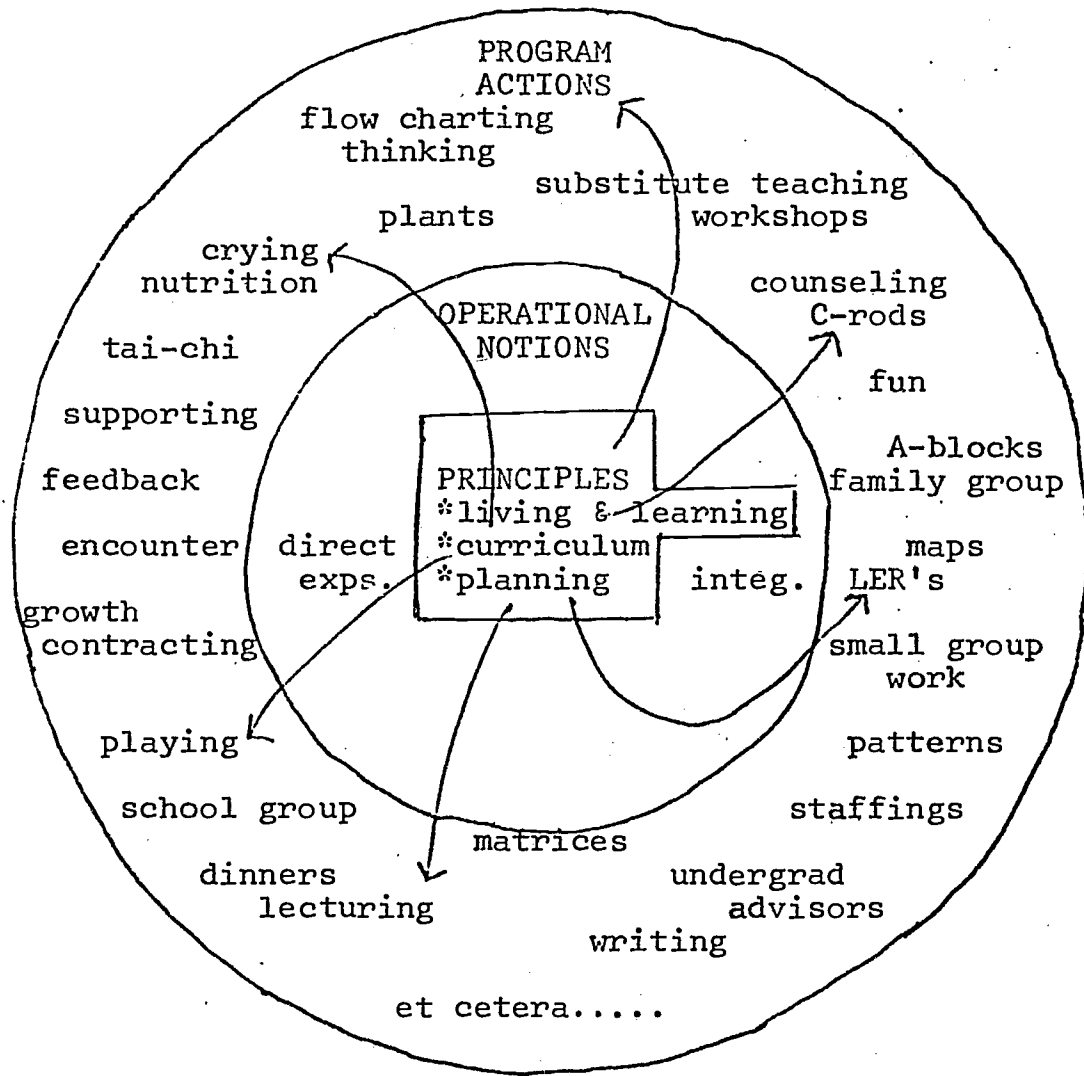 PROGRAM
ACTIONS
flow charting
thinking
substitute teaching
workshops
plants
crying
nutrition
counseling
C-rods
OPERATIONAL
NOTIONS
tai-chi
fun
supporting
A-blocks
family group
PRINCIPLES
*living & learning
*curriculum
*planning
feedback
encounter
direct
exps.
integ.
maps
LER's
growth
contracting
small group
work
playing
patterns
school group
staffings
matrices
dinners
lecturing
undergrad
advisors
writing
et cetera.....